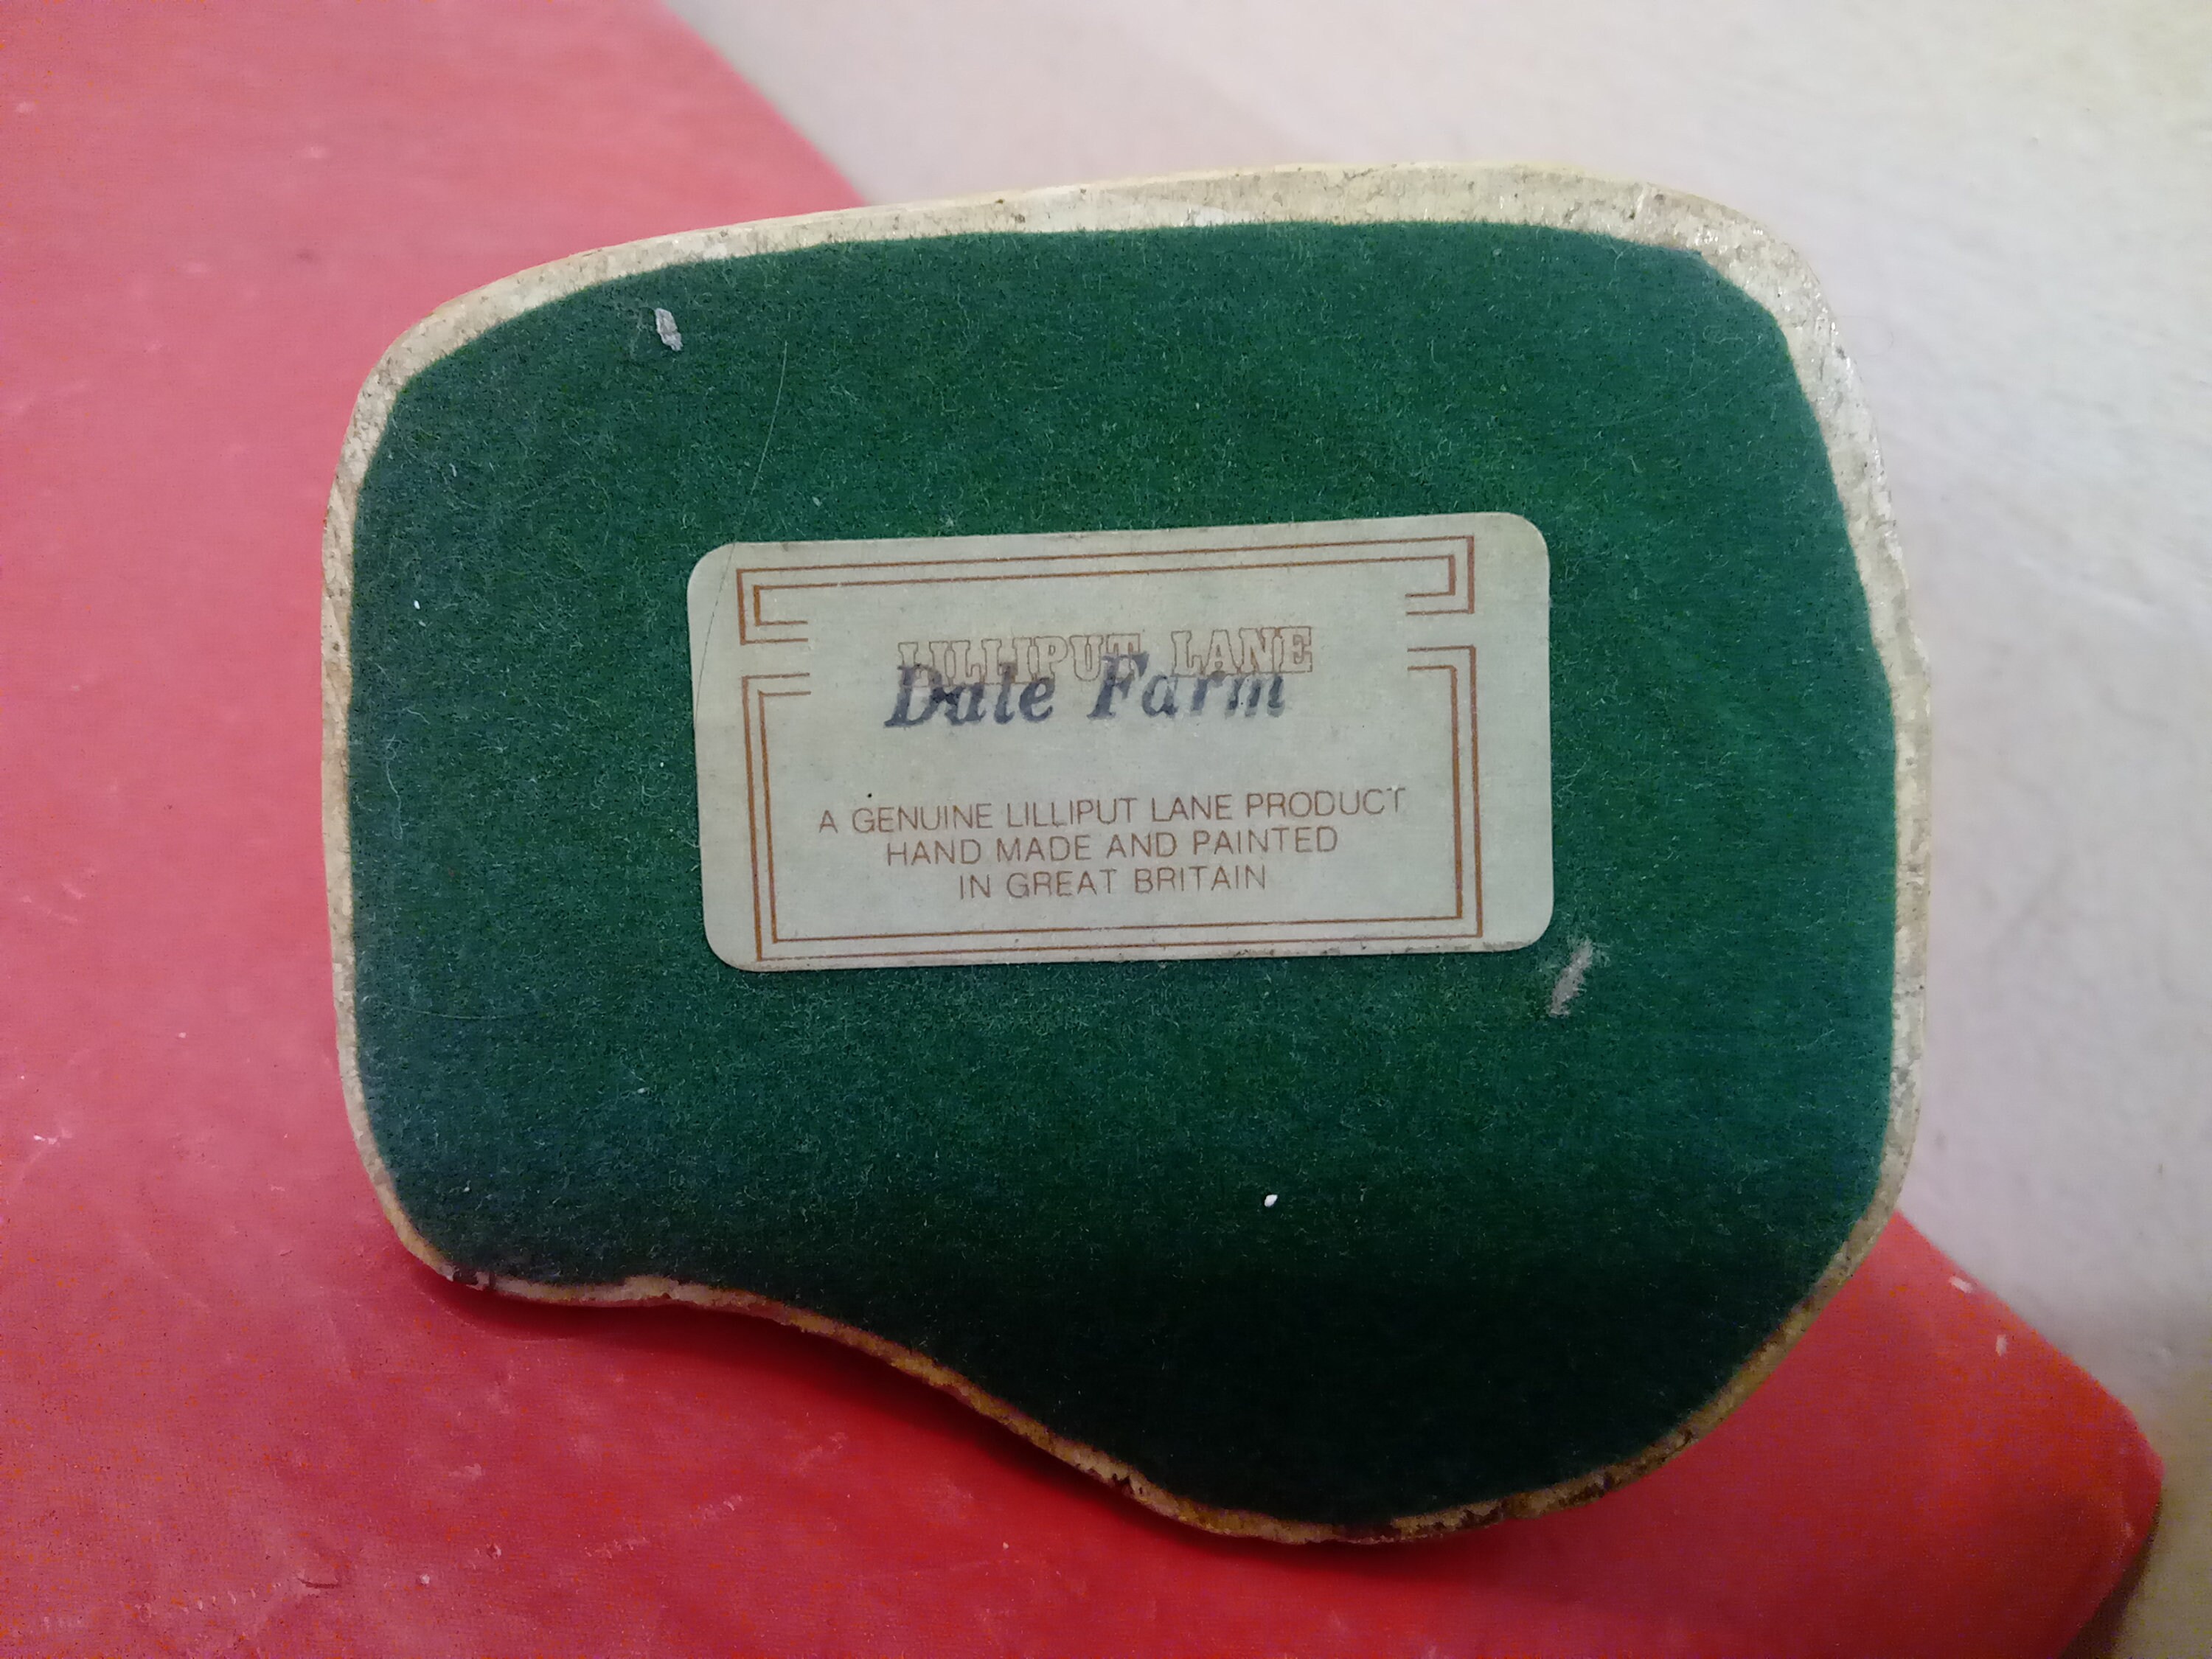 LILLIPUT LANE
Dale Farm
A GENUINE LILLIPUT LANE PRODUCT
HAND MADE AND PAINTED
IN GREAT BRITAIN